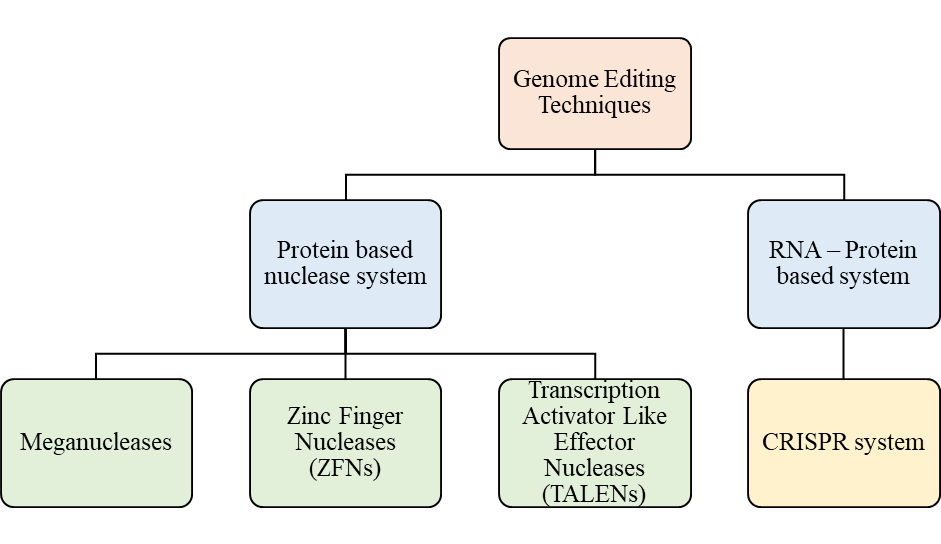 Genome Editing
Techniques
Protein based
nuclease system
RNA – Protein
based system
Meganucleases
Zinc Finger
Nucleases
(ZFNs)
Transcription
Activator Like
Effector
Nucleases
(TALENs)
CRISPR system